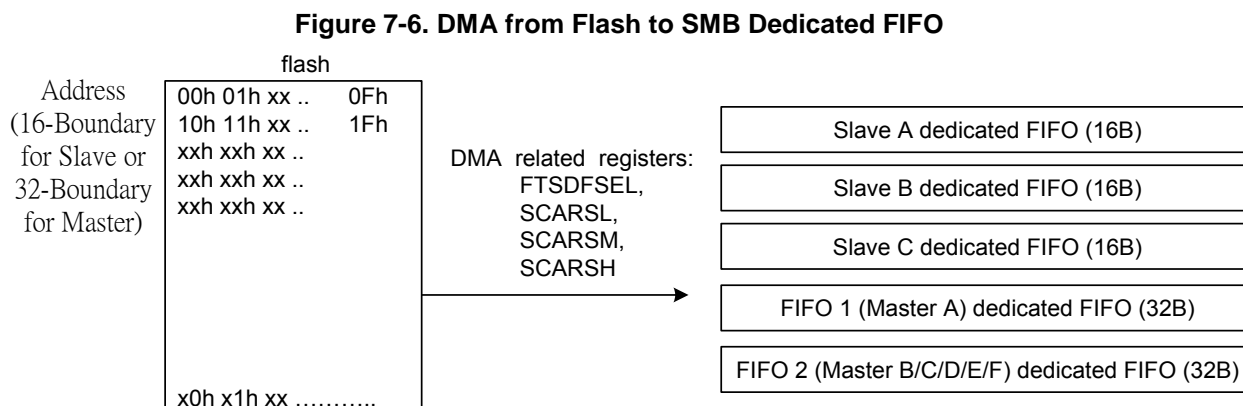 Figure 7-6. DMA from Flash to SMB Dedicated FIFO
flash
Address
(16-Boundary
for Slave or
32-Boundary
for Master)
00h 01h xx .. 0Fh
10h 11h xx .. 1Fh
xxh xxh xx ..
xxh xxh xx ..
xxh xxh xx ..
x0h x1h xx ………..
DMA related registers:
FTSDFSEL,
SCARSL,
SCARSM,
SCARSH
Slave A dedicated FIFO (16B)
Slave B dedicated FIFO (16B)
Slave C dedicated FIFO (16B)
FIFO 1 (Master A) dedicated FIFO (32B)
FIFO 2 (Master B/C/D/E/F) dedicated FIFO (32B)